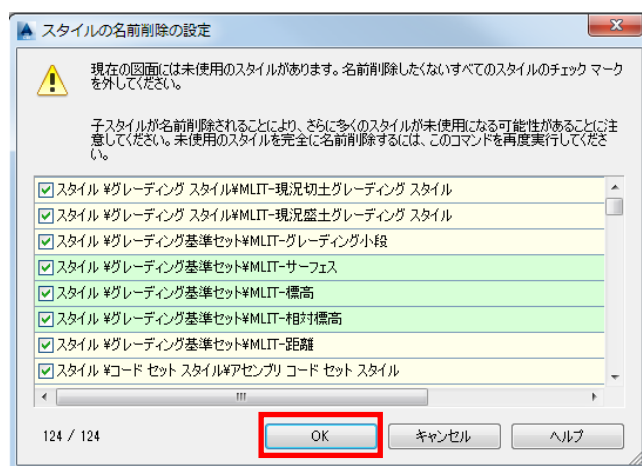 スタイルの名前削除の設定
現在の図面には未使用のスタイルがあります。名前削除したくないすべてのスタイルのチェック マーク
を外してください。
子スタイルが名前削除されることにより、さらに多くのスタイルが未使用になる可能性があることに注
意してください。未使用のスタイルを完全に名前削除するには、このコマンドを再度実行してくださ
い。
スタイル ¥グレーディング スタイル¥MLIT-現況切土グレーディング スタイル
スタイル ¥グレーディング スタイル¥MLIT-現況盛土グレーディング スタイル
スタイル ¥グレーディング基準セット¥MLIT-グレーディング小段
スタイル ¥グレーディング基準セット¥MLIT-サーフェス
スタイル ¥グレーディング基準セット¥MLIT-標高
スタイル ¥グレーディング基準セット¥MLIT-相対標高
スタイル ¥グレーディング基準セット¥MLIT-距離
スタイル ¥コード セット スタイル¥アセンブリ コード セット スタイル
124 / 124
OK
キャンセル
ヘルプ